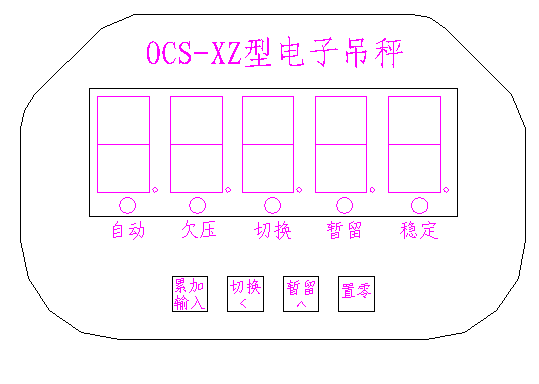 OCS-XZ型电子吊秤
自动 欠压 切换 暂留 稳定
累加 切换 暂留 置零
输入 < ^